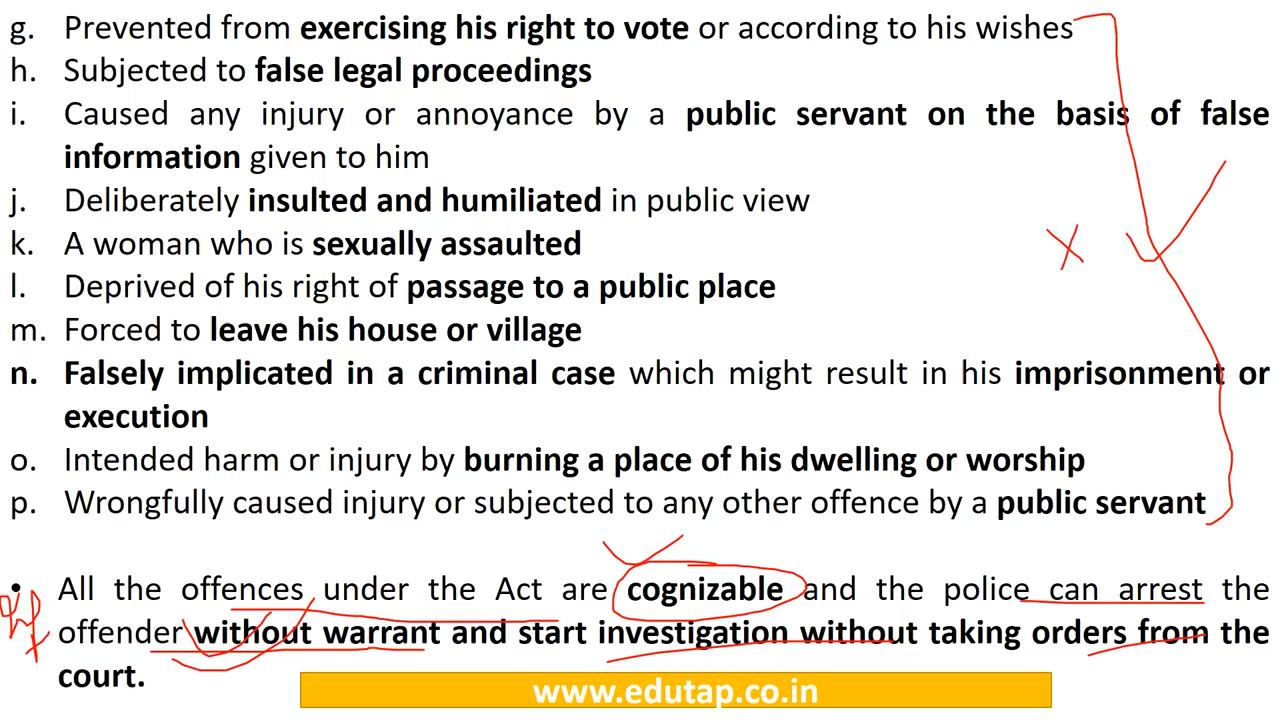 g. Prevented from exercising his right to vote or according to his wishes
h. Subjected to false legal proceedings
i. Caused any injury or annoyance by a public servant on the basis of false
information given to him
j. Deliberately insulted and humiliated in public view
k. A woman who is sexually assaulted
l. Deprived of his right of passage to a public place
m. Forced to leave his house or village
n. Falsely implicated in a criminal case which might result in his imprisonment or
execution
o. Intended harm or injury by burning a place of his dwelling or worship
p. Wrongfully caused injury or subjected to any other offence by a public servant
• All the offences under the Act are cognizable and the police can arrest the
offender without warrant and start investigation without taking orders from the
court.
www.edutap.co.in